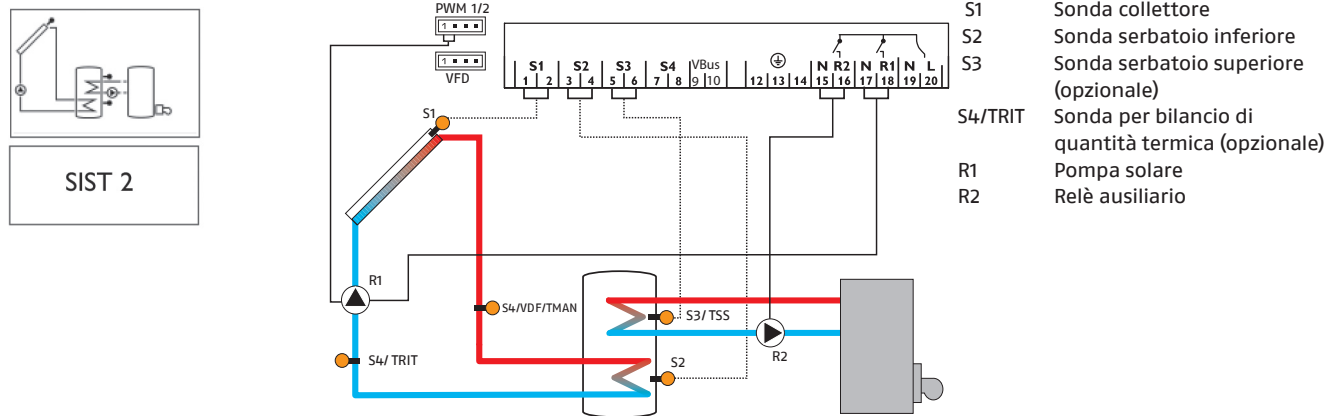 SIST 2
PWM 1/2
1
1
VFD
S1 S2 S3 S4 VBus N R2 N R1 N L
1 2 3 4 5 6 7 8 9 10 12 13 14 15 16 17 18 19 20
S1
R1
S4/VDF/TMAN
S4/ TRIT
S3/ TSS
S2
R2
S1 Sonda collettore
S2 Sonda serbatoio inferiore
S3 Sonda serbatoio superiore
(opzionale)
S4/TRIT Sonda per bilancio di
quantità termica (opzionale)
R1 Pompa solare
R2 Relè ausiliario